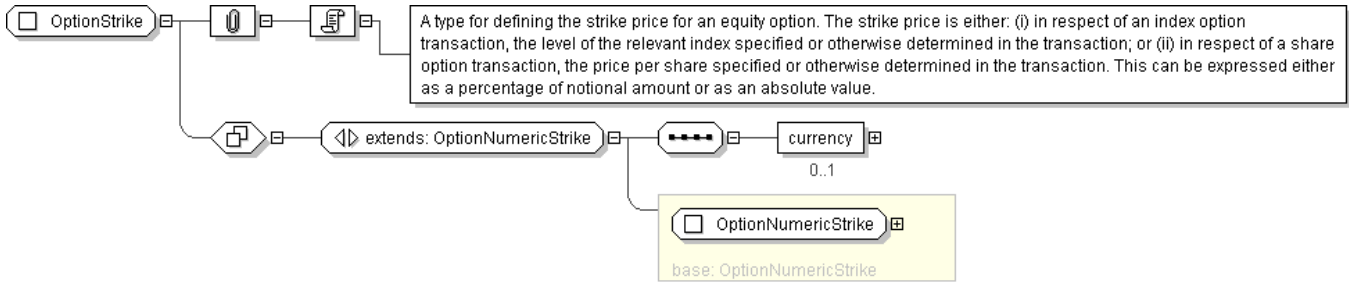 OptionStrike
A type for defining the strike price for an equity option. The strike price is either: (i) in respect of an index option
transaction, the level of the relevant index specified or otherwise determined in the transaction; or (ii) in respect of a share
option transaction, the price per share specified or otherwise determined in the transaction. This can be expressed either
as a percentage of notional amount or as an absolute value.
extends: OptionNumericStrike
currency
0..1
OptionNumericStrike
base: OptionNumericStrike